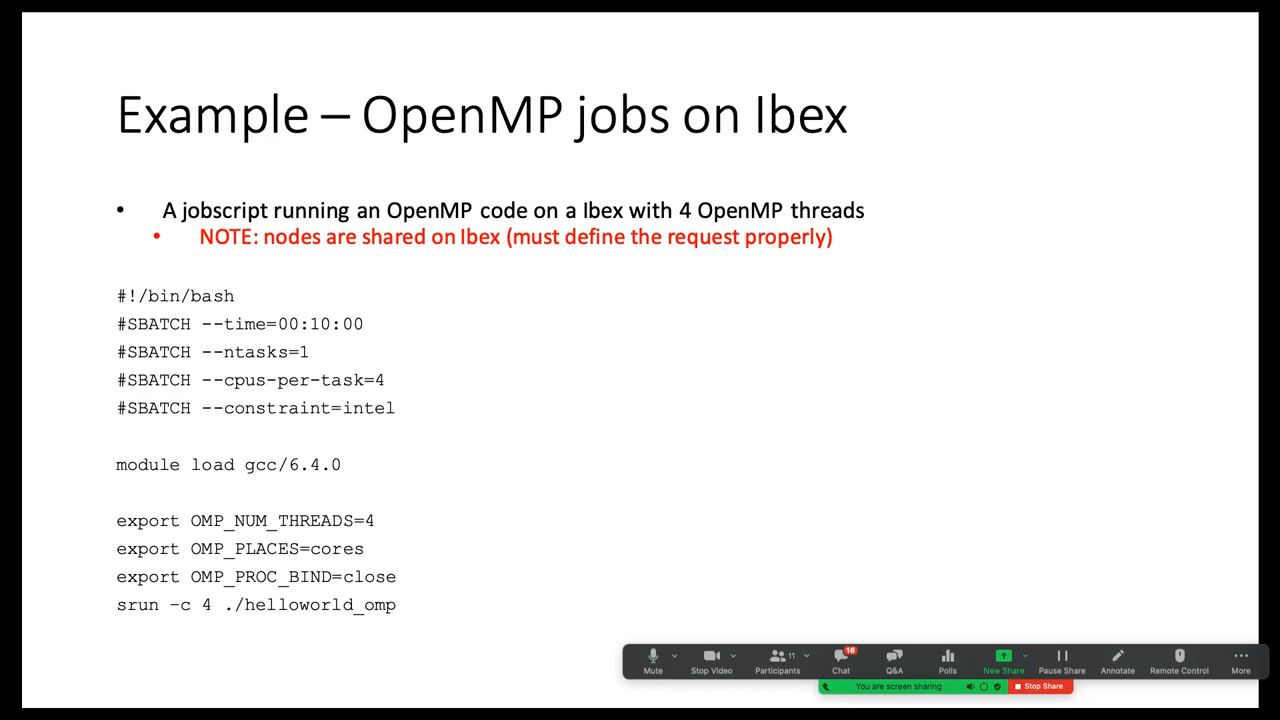 Example – OpenMP jobs on Ibex
• A jobscript running an OpenMP code on a Ibex with 4 OpenMP threads
• NOTE: nodes are shared on Ibex (must define the request properly)
#!/bin/bash
#SBATCH --time=00:10:00
#SBATCH --ntasks=1
#SBATCH --cpus-per-task=4
#SBATCH --constraint=intel
module load gcc/6.4.0
export OMP_NUM_THREADS=4
export OMP_PLACES=cores
export OMP_PROC_BIND=close
srun –c 4 ./helloworld_omp
11 16
Mute Stop Video Participants Chat Q&A Polls New Share Pause Share Annotate Remote Control More
You are screen sharing Stop Share